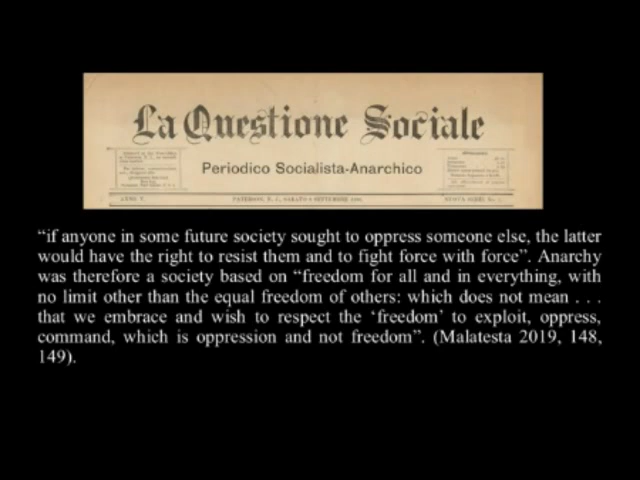 La Questione Sociale
Periodico Socialista-Anarchico
ANNO V.
“if anyone in some future society sought to oppress someone else, the latter
would have the right to resist them and to fight force with force”. Anarchy
was therefore a society based on “freedom for all and in everything, with
no limit other than the equal freedom of others: which does not mean . . .
that we embrace and wish to respect the ‘freedom’ to exploit, oppress,
command, which is oppression and not freedom”. (Malatesta 2019, 148,
149).